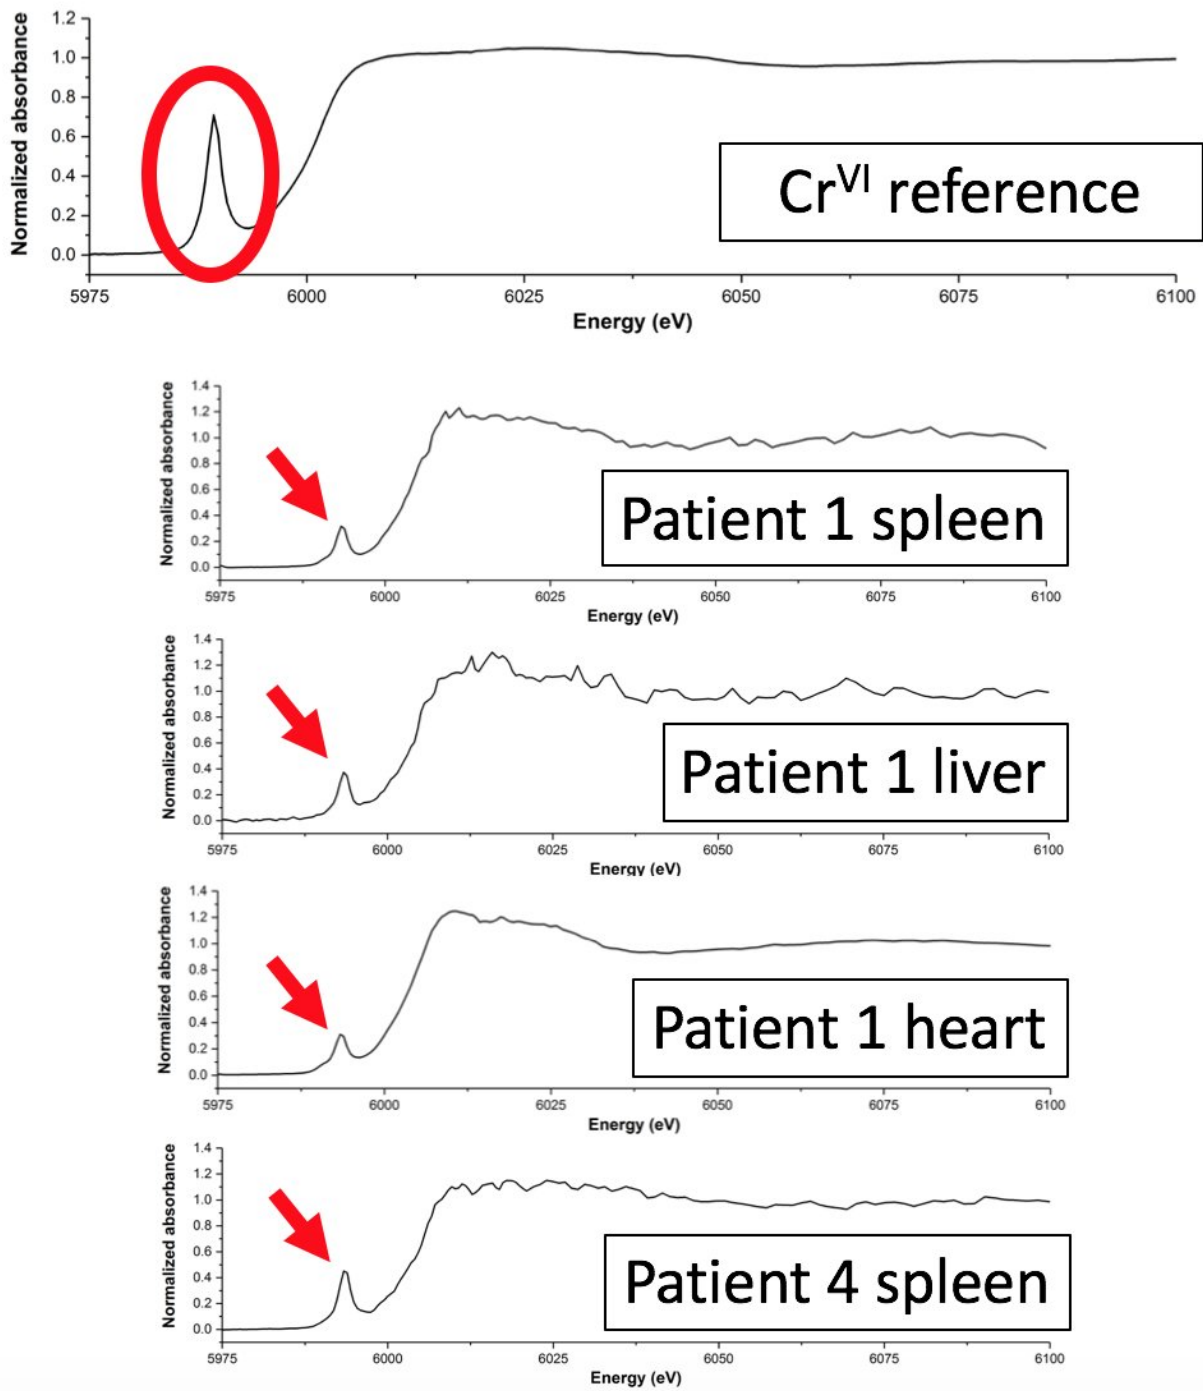 1.2
1.0
0.8
0.6
0.4
0.2
0.0
Normalized absorbance
Cr^VI reference
5975 6000 6025 6050 6075 6100
Energy (eV)
1.4
1.2
1.0
0.8
0.6
0.4
0.2
0.0
Normalized absorbance
Patient 1 spleen
5975 6000 6025 6050 6075 6100
Energy (eV)
1.4
1.2
1.0
0.8
0.6
0.4
0.2
0.0
Normalized absorbance
Patient 1 liver
5975 6000 6025 6050 6075 6100
Energy (eV)
1.4
1.2
1.0
0.8
0.6
0.4
0.2
0.0
Normalized absorbance
Patient 1 heart
5975 6000 6025 6050 6075 6100
Energy (eV)
1.4
1.2
1.0
0.8
0.6
0.4
0.2
0.0
Normalized absorbance
Patient 4 spleen
5975 6000 6025 6050 6075 6100
Energy (eV)